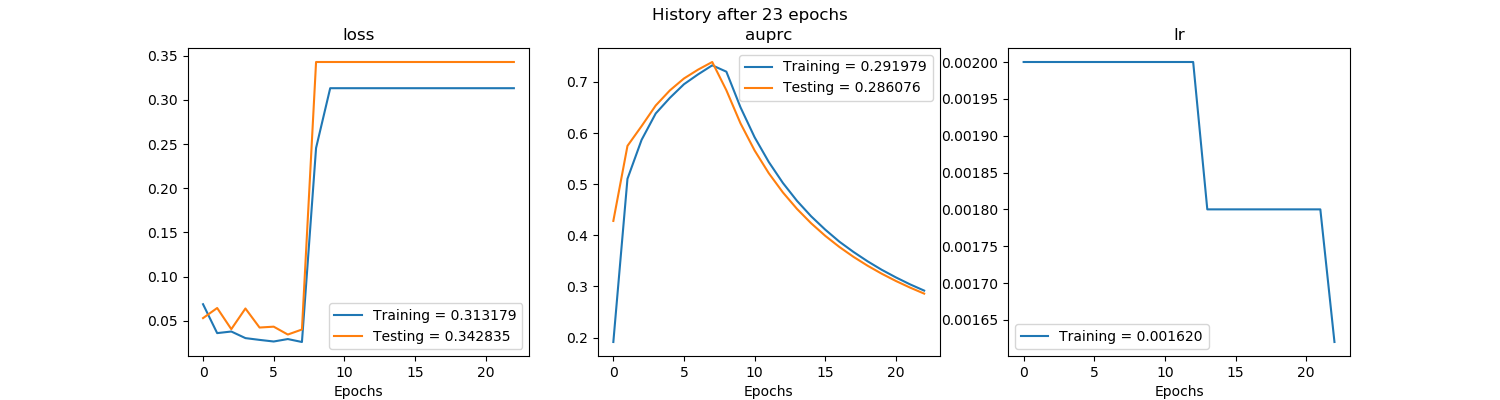 History after 23 epochs
loss
0.35
0.30
0.25
0.20
0.15
0.10
0.05
Training = 0.313179
Testing = 0.342835
0 5 10 15 20
Epochs
auprc
0.7
0.6
0.5
0.4
0.3
0.2
Training = 0.291979
Testing = 0.286076
0 5 10 15 20
Epochs
lr
0.00200
0.00195
0.00190
0.00185
0.00180
0.00175
0.00170
0.00165
Training = 0.001620
0 5 10 15 20
Epochs